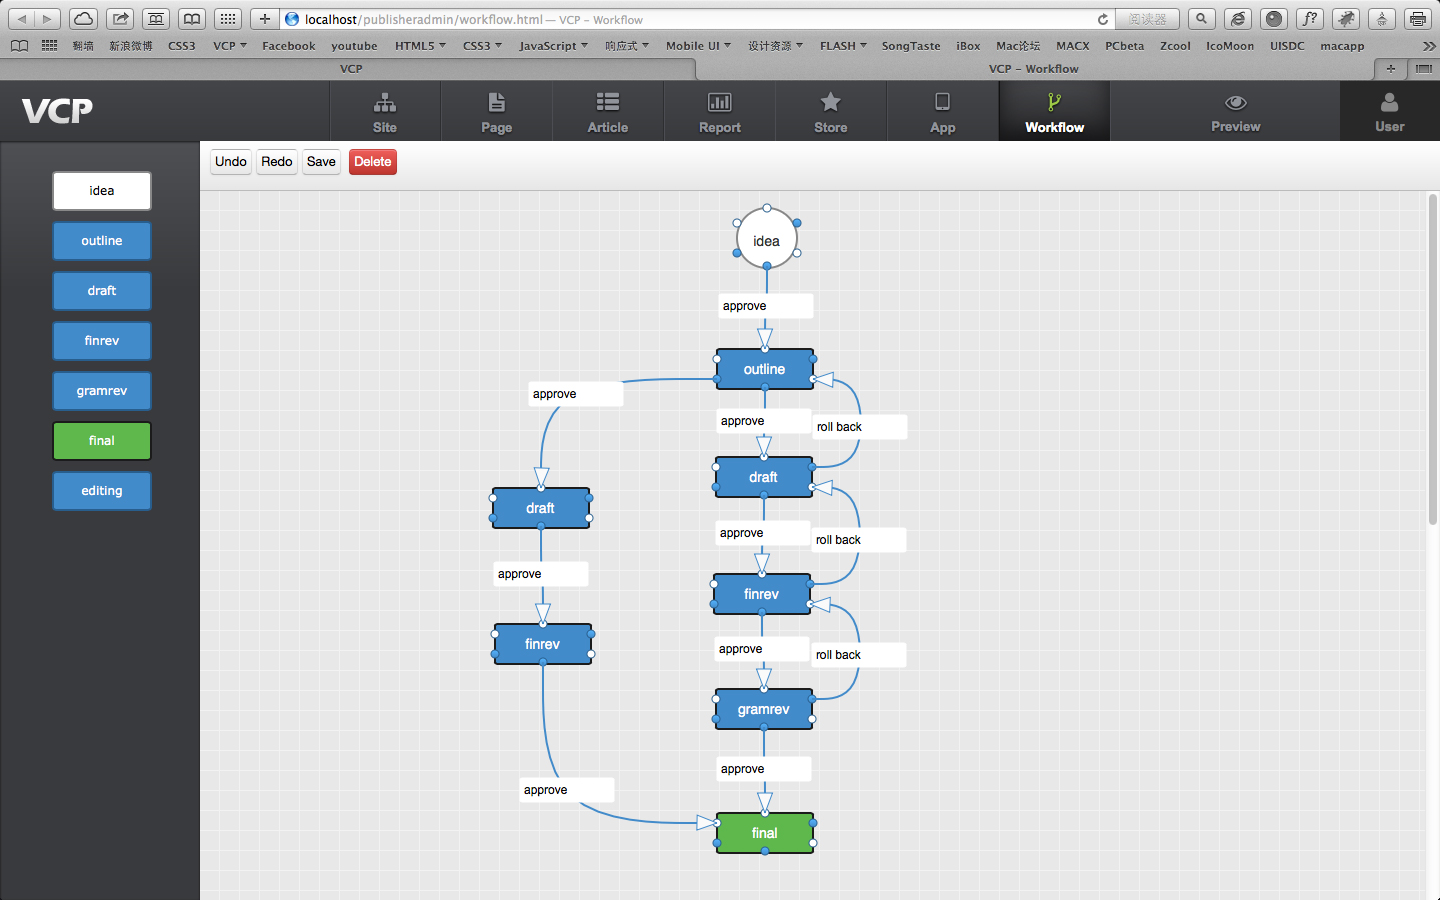 localhost/publisheradmin/workflow.html — VCP – Workflow
阅读器
f?
翻墙 新浪微博 CSS3 VCP Facebook youtube HTML5 CSS3 JavaScript 响应式 Mobile UI 设计资源 FLASH SongTaste iBox Mac论坛 MACX PCbeta Zcool IcoMoon UISDC macapp
VCP
VCP – Workflow
VCP
Site
Page
Article
Report
Store
App
Workflow
Preview
User
Undo
Redo
Save
Delete
idea
outline
draft
finrev
gramrev
final
editing
idea
approve
outline
approve
approve
roll back
draft
draft
approve
roll back
approve
finrev
finrev
approve
roll back
gramrev
approve
approve
final